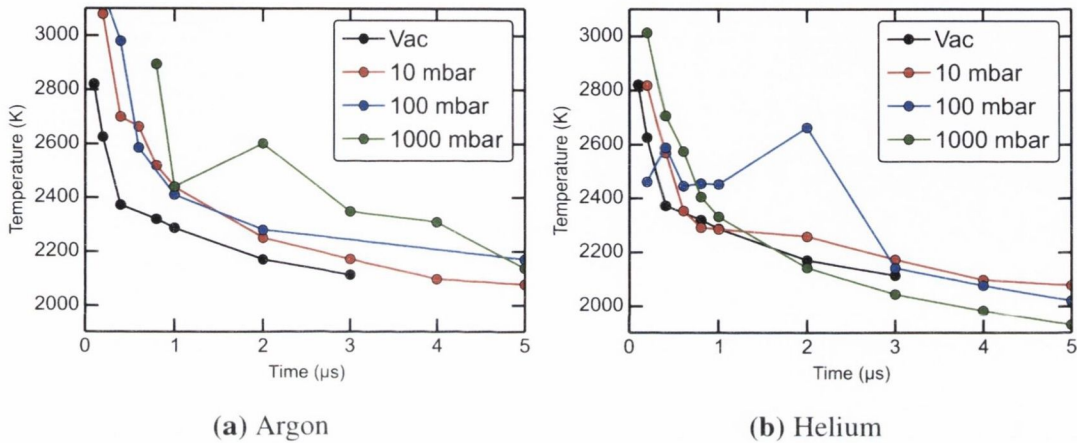 Temperature (K)
3000
2800
2600
2400
2200
2000
0
1
2
3
4
5
Time (μs)
Vac
10 mbar
100 mbar
1000 mbar
(a) Argon
Temperature (K)
3000
2800
2600
2400
2200
2000
0
1
2
3
4
5
Time (μs)
Vac
10 mbar
100 mbar
1000 mbar
(b) Helium